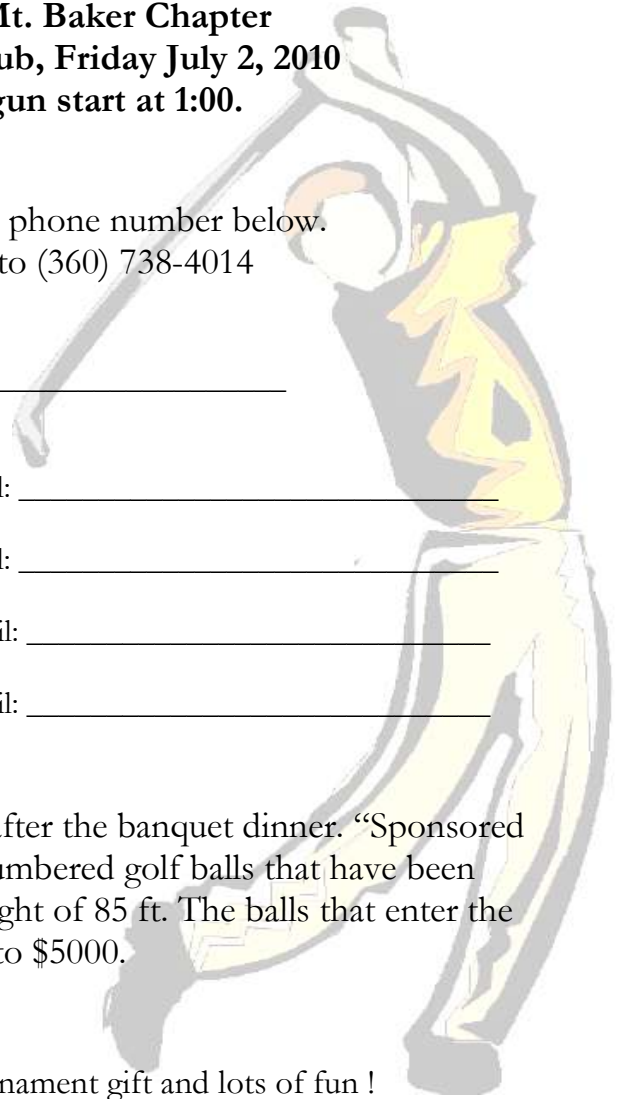 Mt. Baker Chapter
ub, Friday July 2, 2010
gun start at 1:00.
phone number below.
to (360) 738-4014
l:
l:
il:
il:
after the banquet dinner. “Sponsored
umbered golf balls that have been
ght of 85 ft. The balls that enter the
to $5000.
nament gift and lots of fun !